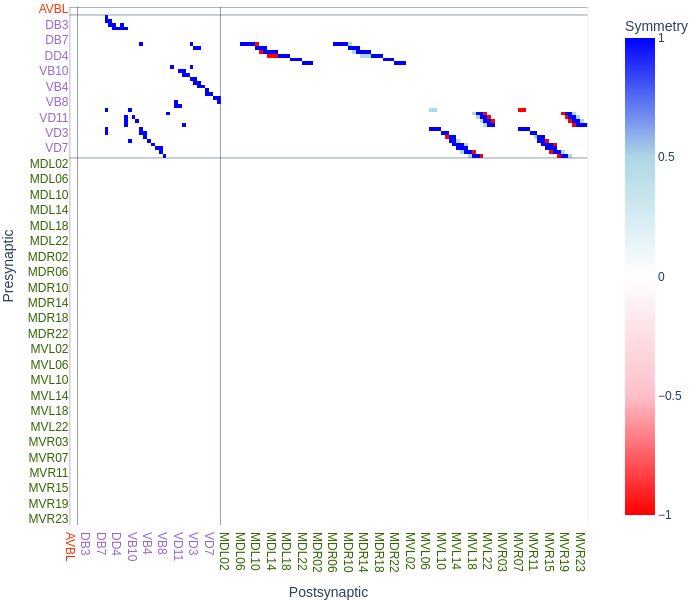 Symmetry
AVBL
DB3
DB7
DD4
VB10
VB4
VB8
VD11
VD3
VD7
MDL02
MDL06
MDL10
MDL14
MDL18
MDL22
MDR02
MDR06
MDR10
MDR14
MDR18
MDR22
MVL02
MVL06
MVL10
MVL14
MVL18
MVL22
MVR03
MVR07
MVR11
MVR15
MVR19
MVR23
Presynaptic
1
0.5
0
−0.5
−1
AVBL
DB3
DB7
DD4
VB10
VB4
VB8
VD11
VD3
VD7
MDL02
MDL06
MDL10
MDL14
MDL18
MDL22
MDR02
MDR06
MDR10
MDR14
MDR18
MDR22
MVL02
MVL06
MVL10
MVL14
MVL18
MVL22
MVR03
MVR07
MVR11
MVR15
MVR19
MVR23
Postsynaptic